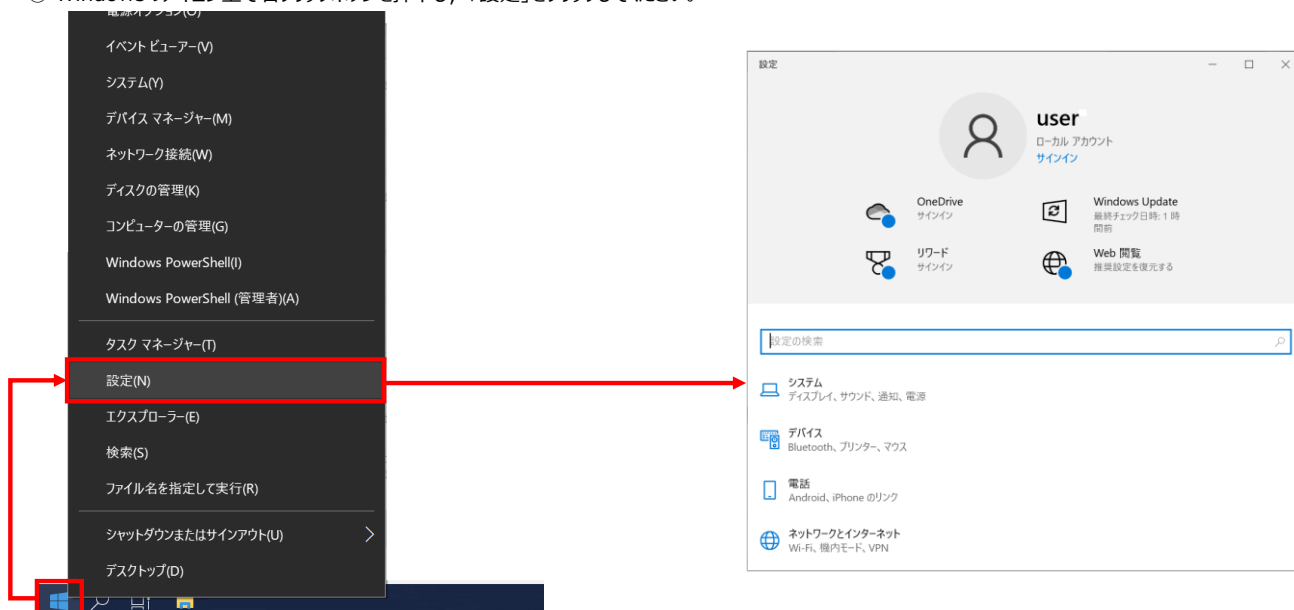 電源オプション(O)
イベント ビューアー(V)
システム(Y)
デバイス マネージャー(M)
ネットワーク接続(W)
ディスクの管理(K)
コンピューターの管理(G)
Windows PowerShell(I)
Windows PowerShell (管理者)(A)
タスク マネージャー(T)
設定(N)
エクスプローラー(E)
検索(S)
ファイル名を指定して実行(R)
シャットダウンまたはサインアウト(U)
デスクトップ(D)
設定
user
ローカル アカウント
サインイン
OneDrive
サインイン
Windows Update
最終チェック日時: 1 時
間前
リワード
サインイン
Web 閲覧
推奨設定を復元する
設定の検索
システム
ディスプレイ、サウンド、通知、電源
デバイス
Bluetooth、プリンター、マウス
電話
Android、iPhone のリンク
ネットワークとインターネット
Wi-Fi、機内モード、VPN